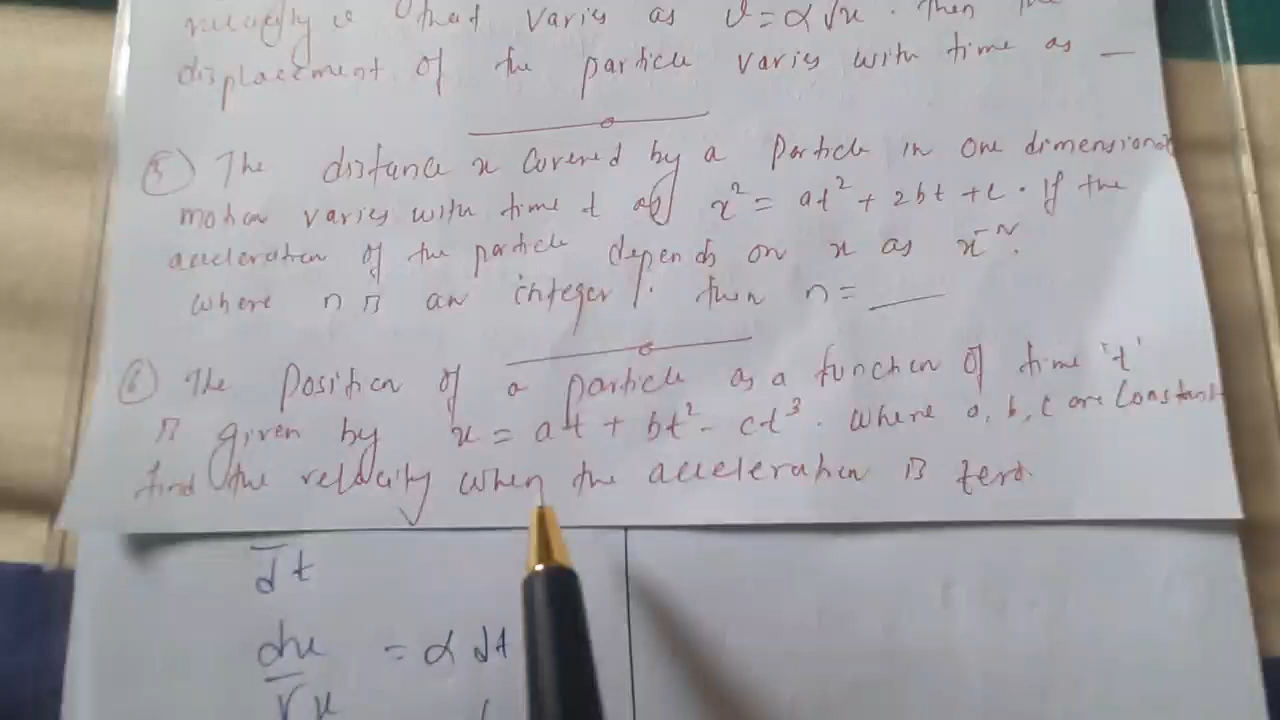 that varies as v = α√x . Then the
displacement of the particle varies with time as —
⑤ The distance x covered by a particle in one dimensional
motion varies with time t as x² = at² + 2bt + c . If the
acceleration of the particle depends on x as x⁻ⁿ.
where n is an integer . then n = ___
⑥ The position of a particle as a function of time 't'
is given by x = at + bt² - ct³ . where a, b, c are constant
find the velocity when the acceleration is zero.
dt
dx/√x = α dt